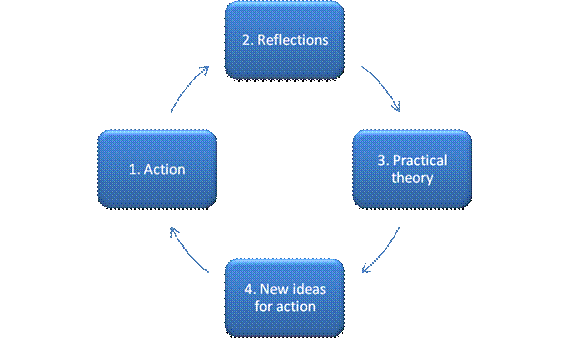 2. Reflections
1. Action
3. Practical
theory
4. New ideas
for action